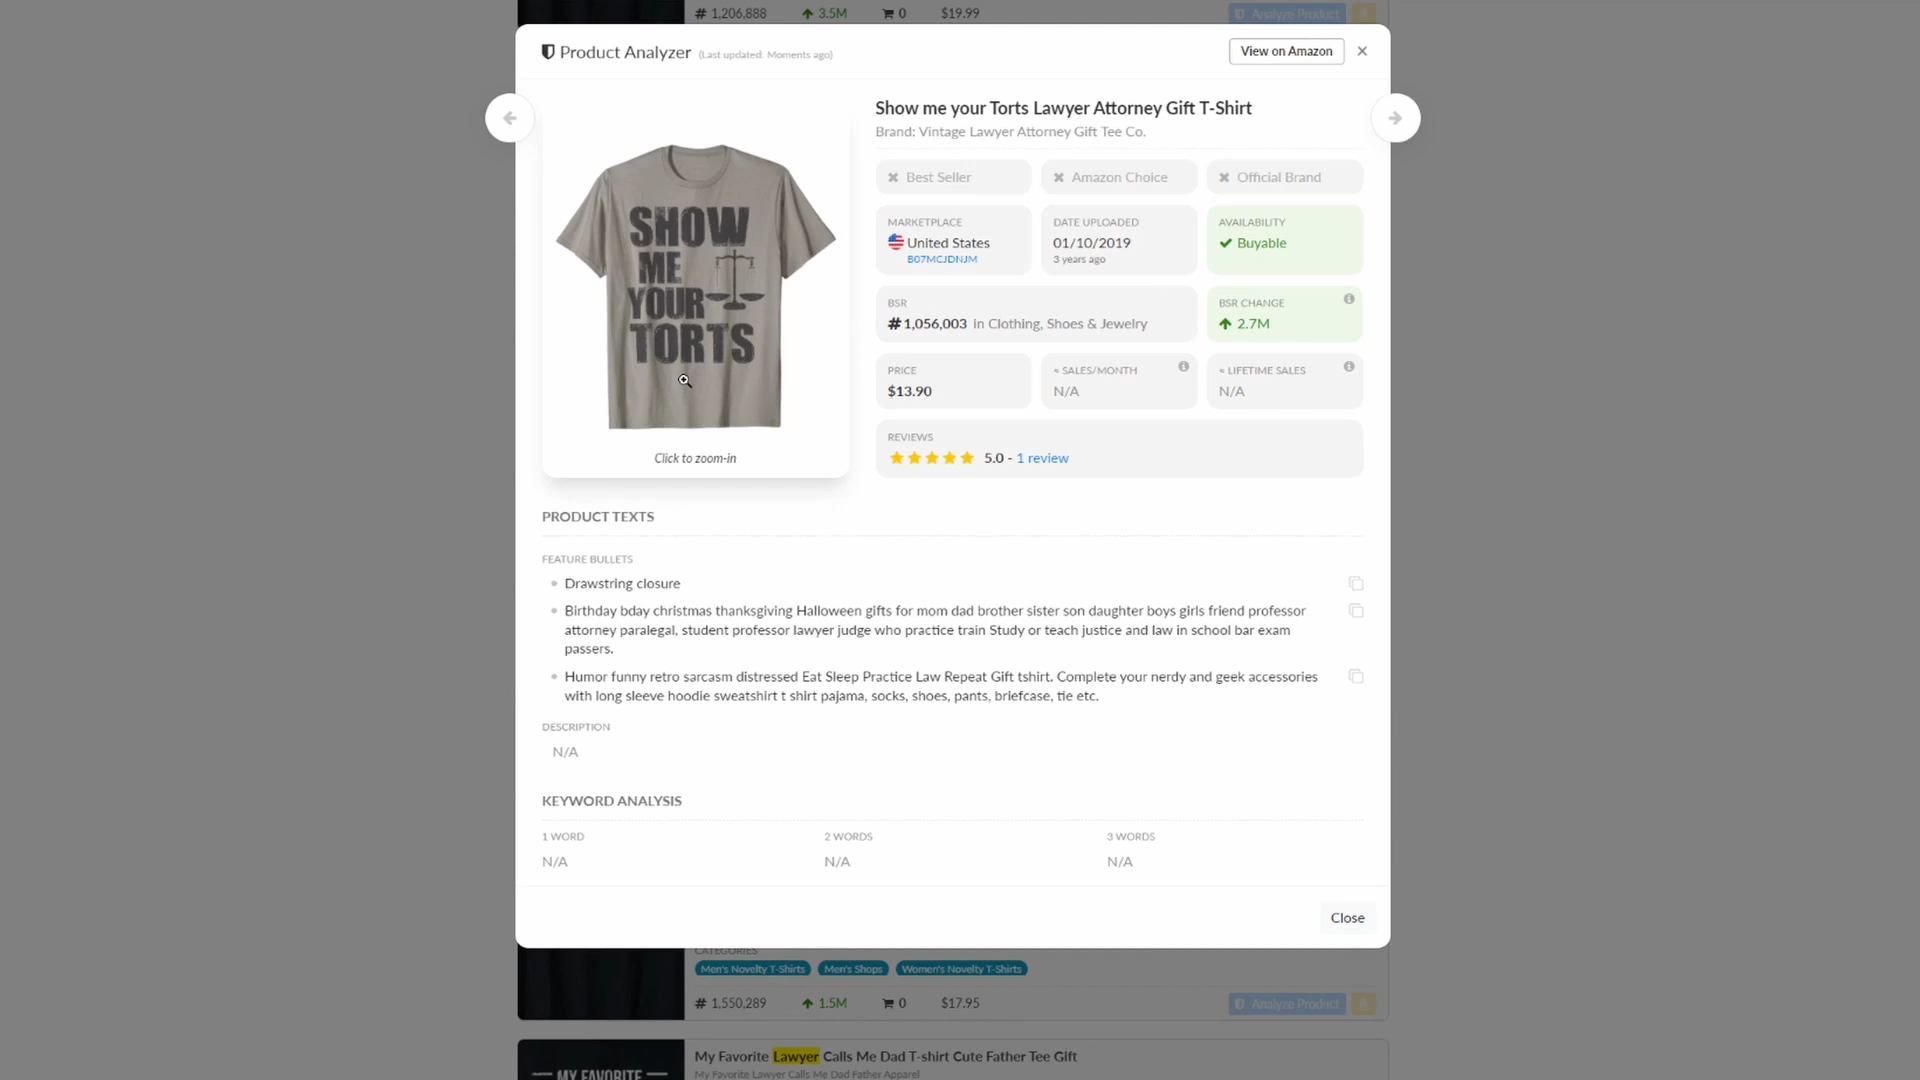 # 1,206,888 3.5M 0 $19.99 Analyze Product
Product Analyzer (Last updated: Moments ago)
View on Amazon
Show me your Torts Lawyer Attorney Gift T-Shirt
Brand: Vintage Lawyer Attorney Gift Tee Co.
Best Seller
Amazon Choice
Official Brand
MARKETPLACE
United States
B07MCJDNJM
DATE UPLOADED
01/10/2019
3 years ago
AVAILABILITY
Buyable
BSR
#1,056,003 in Clothing, Shoes & Jewelry
BSR CHANGE
2.7M
PRICE
$13.90
≈ SALES/MONTH
N/A
≈ LIFETIME SALES
N/A
REVIEWS
5.0 - 1 review
SHOW
ME
YOUR
TORTS
Click to zoom-in
PRODUCT TEXTS
FEATURE BULLETS
Drawstring closure
Birthday bday christmas thanksgiving Halloween gifts for mom dad brother sister son daughter boys girls friend professor
attorney paralegal, student professor lawyer judge who practice train Study or teach justice and law in school bar exam
passers.
Humor funny retro sarcasm distressed Eat Sleep Practice Law Repeat Gift tshirt. Complete your nerdy and geek accessories
with long sleeve hoodie sweatshirt t shirt pajama, socks, shoes, pants, briefcase, tie etc.
DESCRIPTION
N/A
KEYWORD ANALYSIS
1 WORD
N/A
2 WORDS
N/A
3 WORDS
N/A
Close
CATEGORIES
Men's Novelty T-Shirts Men's Shops Women's Novelty T-Shirts
# 1,550,289 1.5M 0 $17.95 Analyze Product
My Favorite Lawyer Calls Me Dad T-shirt Cute Father Tee Gift
My Favorite Lawyer Calls Me Dad Father Apparel
MY FAVORITE